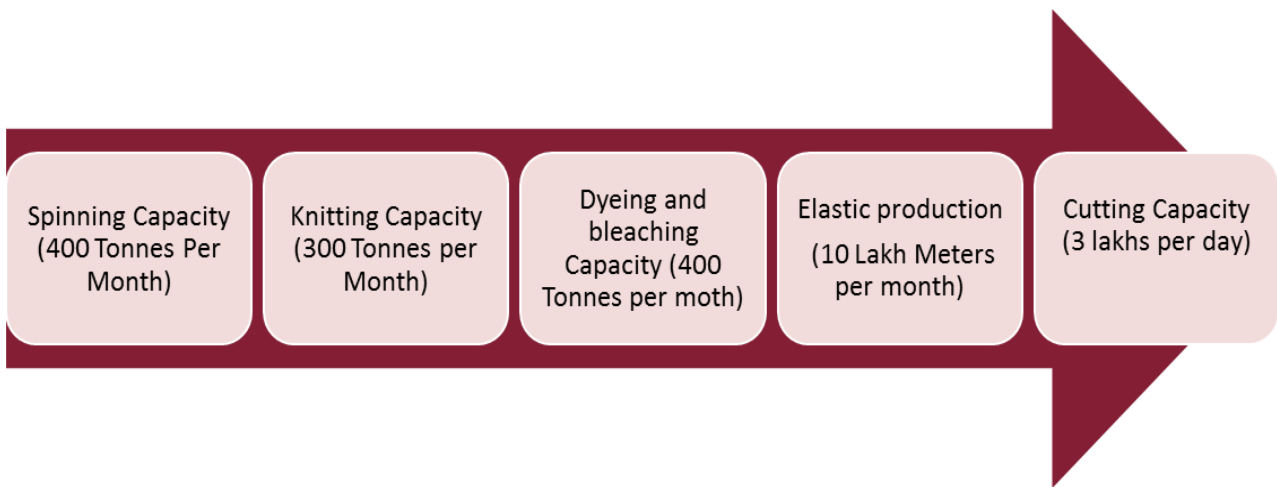 Spinning Capacity
(400 Tonnes Per
Month)
Knitting Capacity
(300 Tonnes per
Month)
Dyeing and
bleaching
Capacity (400
Tonnes per moth)
Elastic production
(10 Lakh Meters
per month)
Cutting Capacity
(3 lakhs per day)